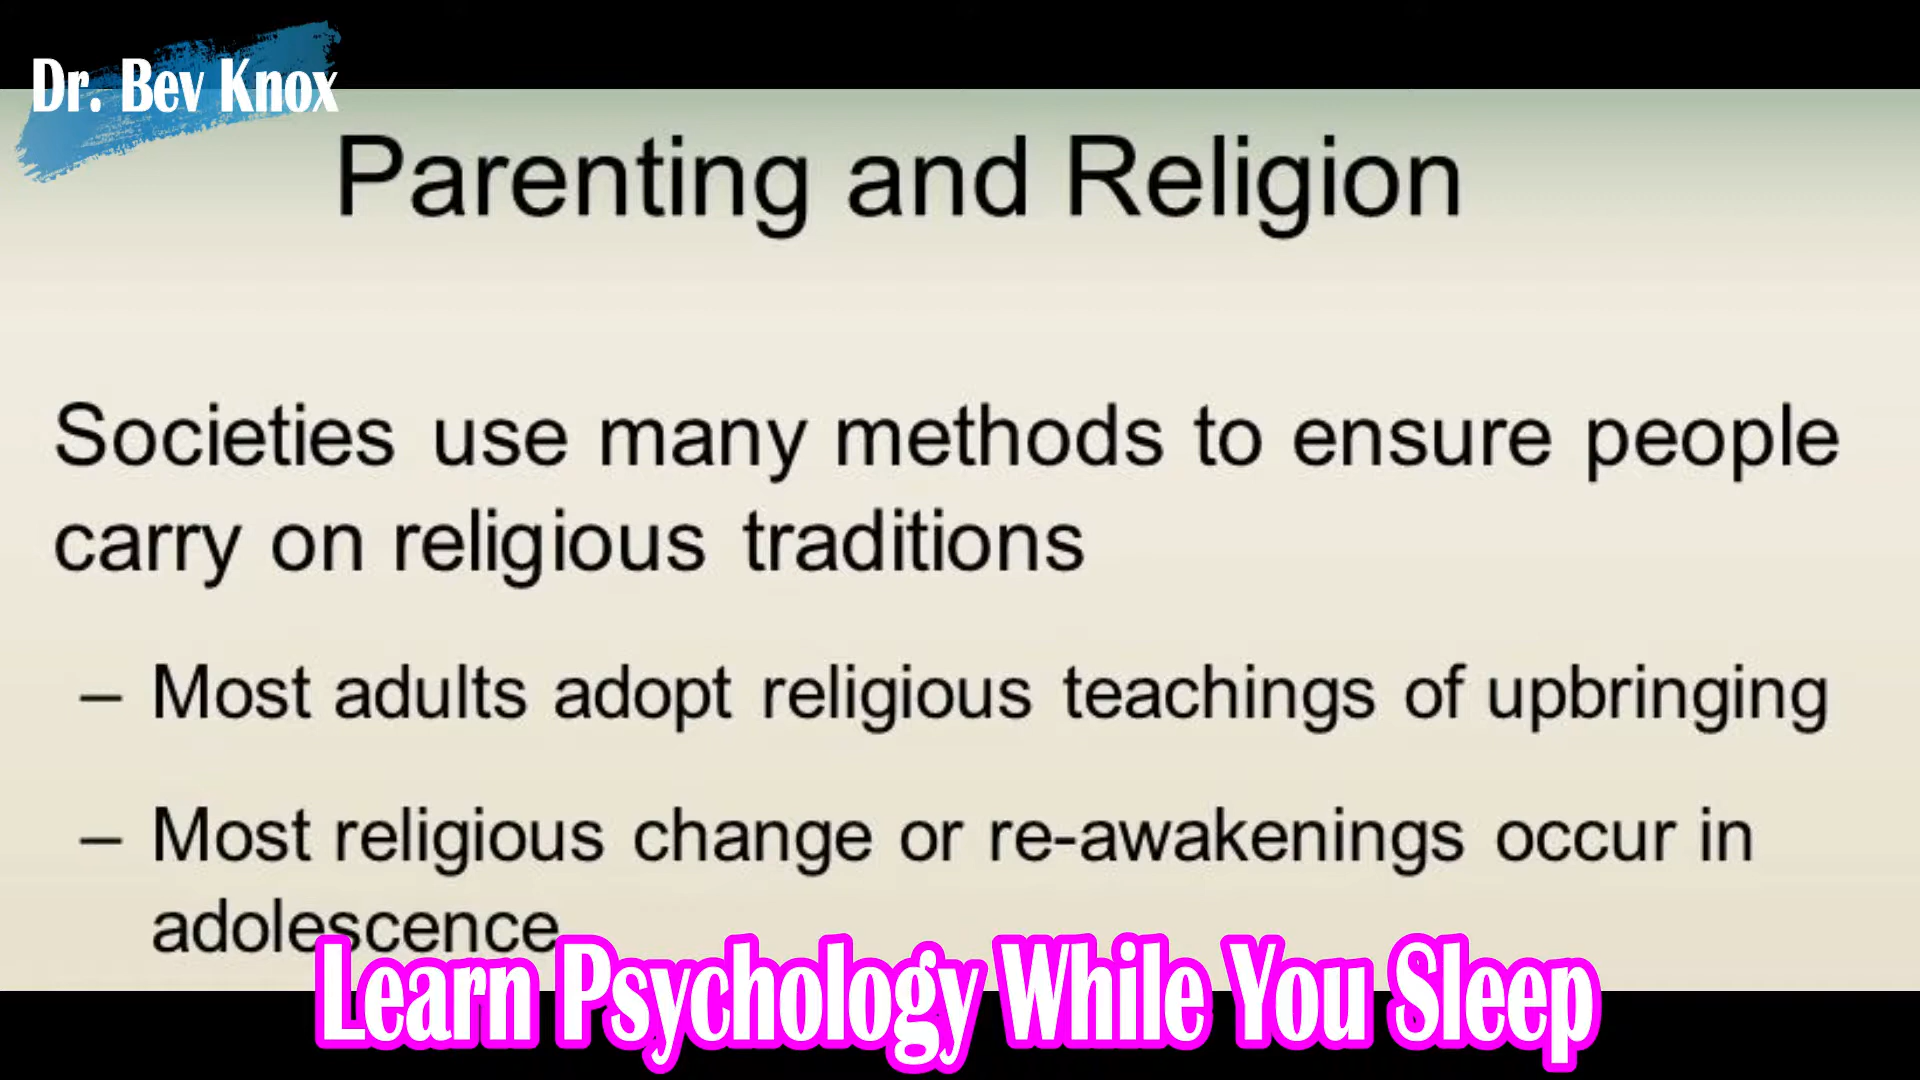 Dr. Bev Knox
Parenting and Religion
Societies use many methods to ensure people
carry on religious traditions
– Most adults adopt religious teachings of upbringing
– Most religious change or re-awakenings occur in
adolescence
Learn Psychology While You Sleep